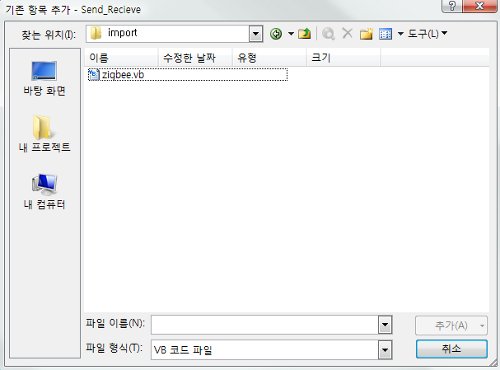 기존 항목 추가 - Send_Recieve
찾는 위치(I): import 도구(L)
이름 수정한 날짜 유형 크기
zigbee.vb
바탕 화면
내 프로젝트
내 컴퓨터
파일 이름(N): 추가(A)
파일 형식(T): VB 코드 파일 취소